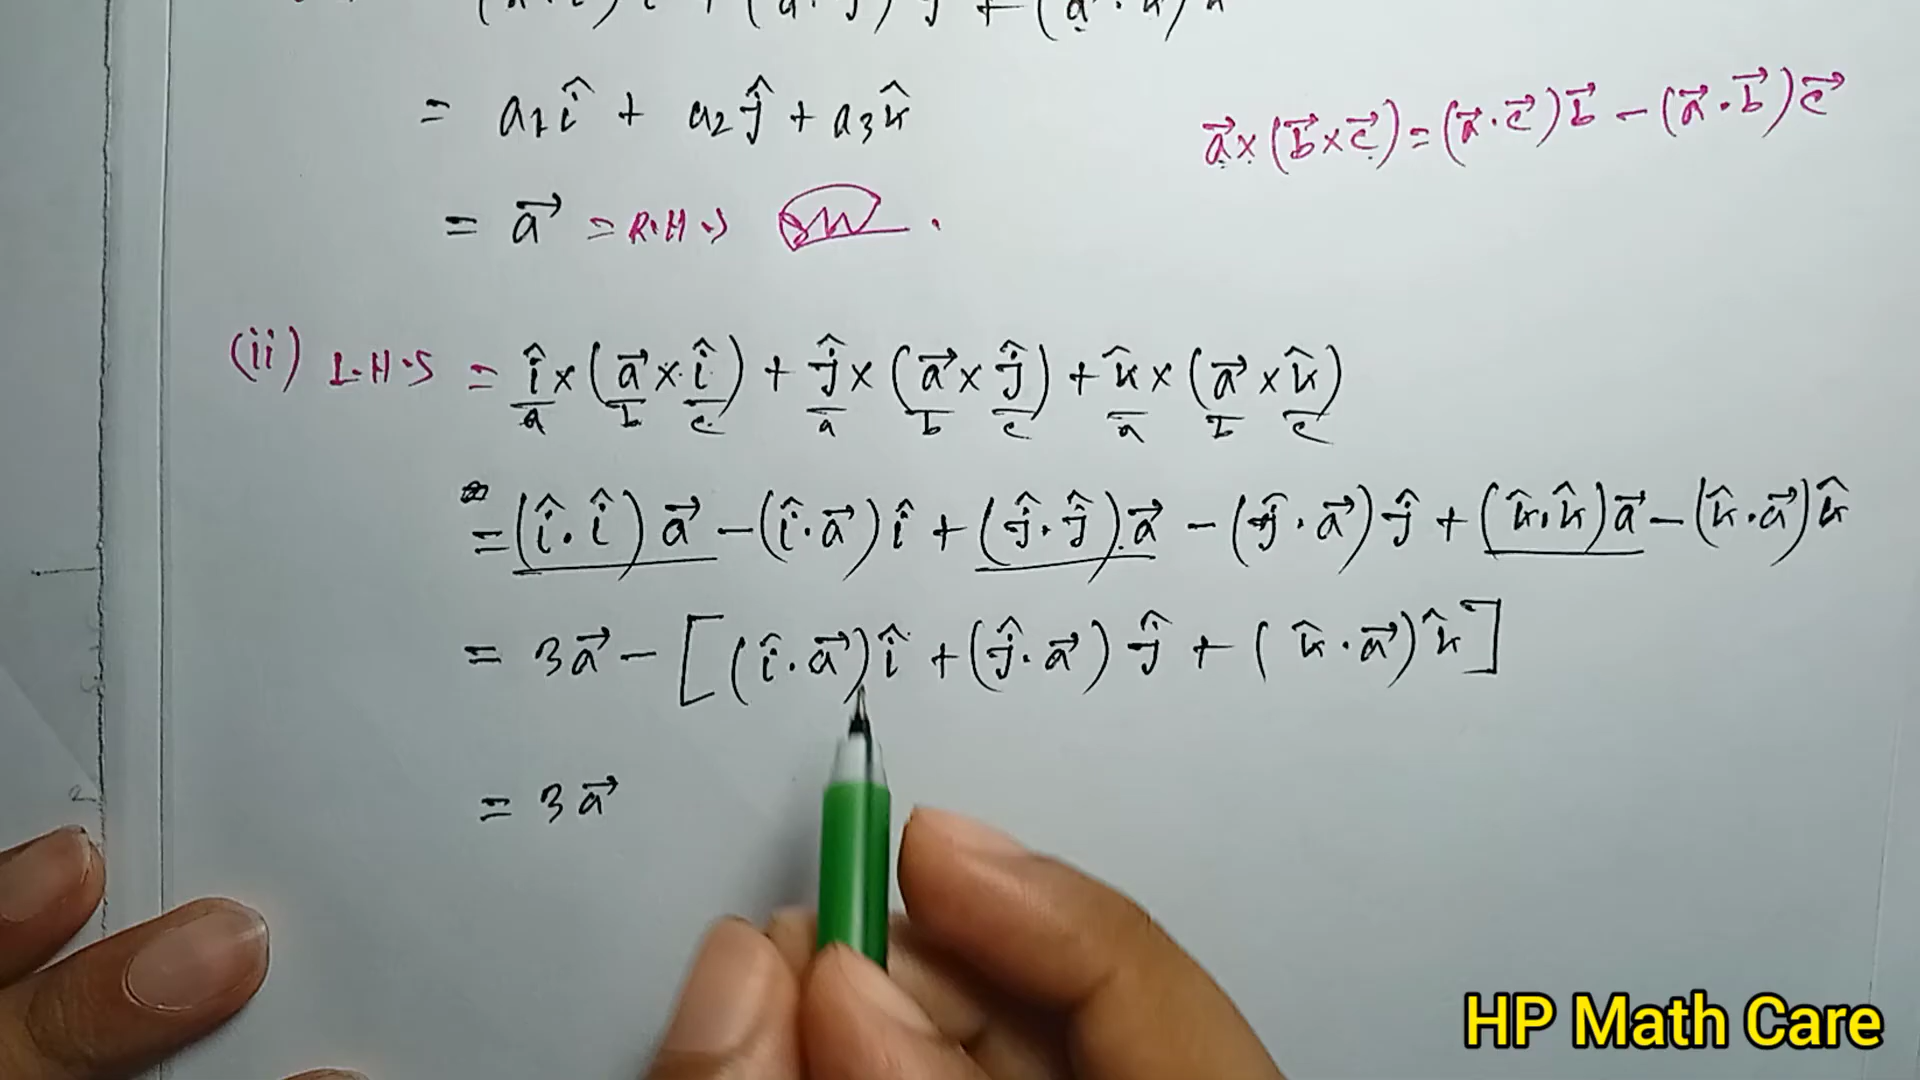 = a₁î + a₂ĵ + a₃k̂
a⃗×(b⃗×c⃗)=(a⃗·c⃗)b⃗-(a⃗·b⃗)c⃗
= a⃗ = R.H.S
(ii) L.H.S = î×(a⃗×î) + ĵ×(a⃗×ĵ) + k̂×(a⃗×k̂)
a b c a b c a b c
= (î·î)a⃗ - (î·a⃗)î + (ĵ·ĵ)a⃗ - (ĵ·a⃗)ĵ + (k̂·k̂)a⃗ - (k̂·a⃗)k̂
= 3a⃗ - [(î·a⃗)î + (ĵ·a⃗)ĵ + (k̂·a⃗)k̂]
= 3a⃗
HP Math Care